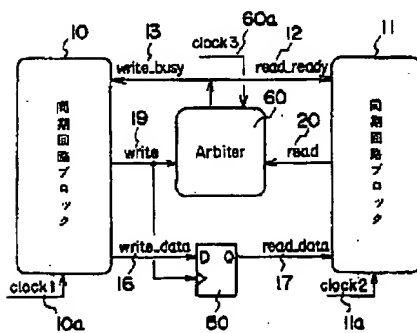 60a
10
13
clock3
12
11
write_busy
read_ready
同期回路ブロック
19
60
20
同期回路ブロック
write
Arbiter
read
write_data
D Q
read_data
16
17
clock1
50
clock2
10a
11a